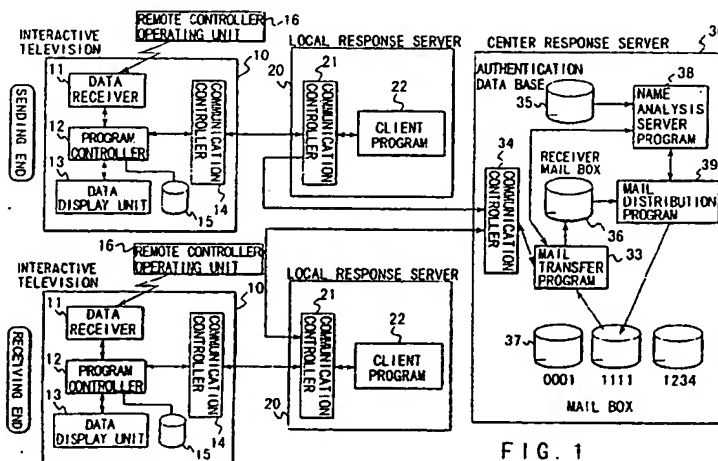 REMOTE CONTROLLER
OPERATING UNIT
16
INTERACTIVE
TELEVISION
10
11
DATA
RECEIVER
12
PROGRAM
CONTROLLER
13
DATA
DISPLAY UNIT
COMMUNICATION
CONTROLLER
14
15
SENDING END
LOCAL RESPONSE SERVER
20
21
COMMUNICATION
CONTROLLER
22
CLIENT
PROGRAM
CENTER RESPONSE SERVER
AUTHENTICATION
DATA BASE
35
38
NAME
ANALYSIS
SERVER
PROGRAM
34
COMMUNICATION
CONTROLLER
RECEIVER
MAIL BOX
36
39
MAIL
DISTRIBUTION
PROGRAM
33
MAIL
TRANSFER
PROGRAM
37
0001
1111
1234
MAIL BOX
16
REMOTE CONTROLLER
OPERATING UNIT
INTERACTIVE
TELEVISION
10
11
DATA
RECEIVER
12
PROGRAM
CONTROLLER
13
DATA
DISPLAY UNIT
COMMUNICATION
CONTROLLER
14
15
RECEIVING END
LOCAL RESPONSE SERVER
20
21
COMMUNICATION
CONTROLLER
22
CLIENT
PROGRAM
FIG. 1